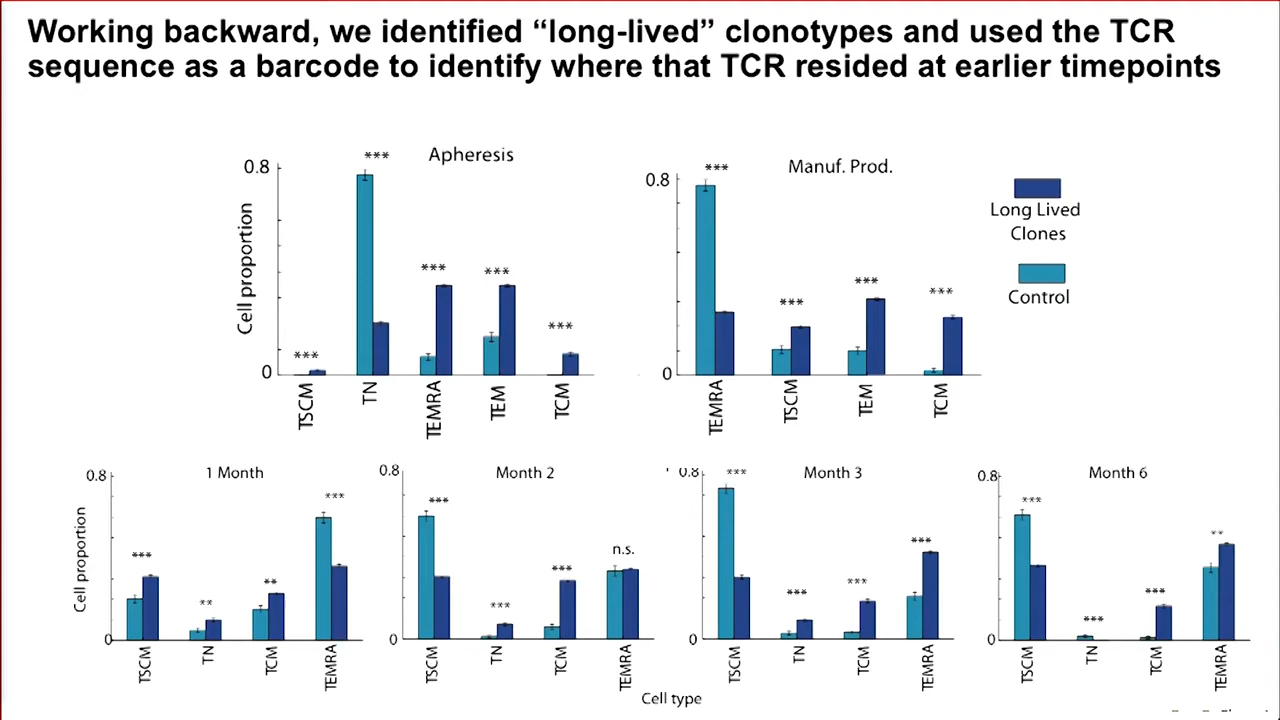 Working backward, we identified “long-lived” clonotypes and used the TCR
sequence as a barcode to identify where that TCR resided at earlier timepoints
Apheresis
Cell proportion
0.8
0
***
***
***
***
***
TSCM
TN
TEMRA
TEM
TCM
Manuf. Prod.
0.8
0
***
***
***
***
TEMRA
TSCM
TEM
TCM
Long Lived
Clones
Control
1 Month
Cell proportion
0.8
0
***
**
**
***
TSCM
TN
TCM
TEMRA
Month 2
0.8
0
***
***
***
n.s.
TSCM
TN
TCM
TEMRA
Month 3
0.8
0
***
***
***
***
TSCM
TN
TCM
TEMRA
Month 6
0.8
0
***
***
***
**
TSCM
TN
TCM
TEMRA
Cell type